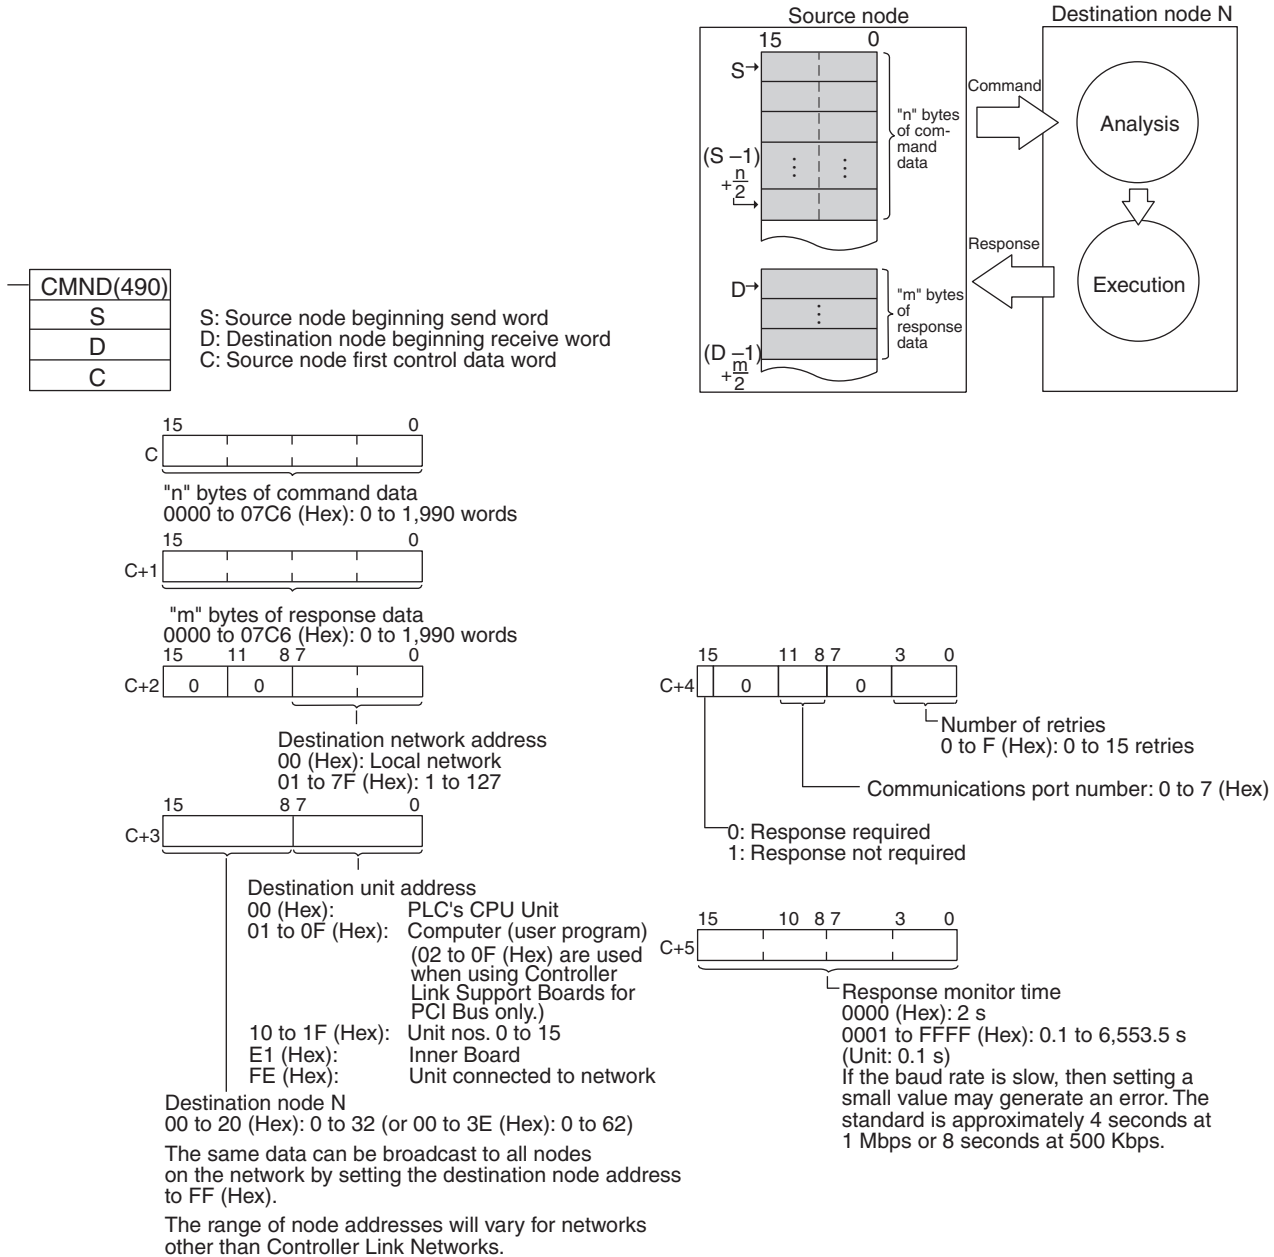 Source node
Destination node N
15 0
S
Command
"n" bytes
of com-
mand
data
Analysis
(S –1)
+n/2
Response
D
"m" bytes
of
response
data
Execution
(D –1)
+m/2
CMND(490)
S
D
C
S: Source node beginning send word
D: Destination node beginning receive word
C: Source node first control data word
15 0
C
"n" bytes of command data
0000 to 07C6 (Hex): 0 to 1,990 words
15 0
C+1
"m" bytes of response data
0000 to 07C6 (Hex): 0 to 1,990 words
15 11 8 7 0
C+2 0 0
Destination network address
00 (Hex): Local network
01 to 7F (Hex): 1 to 127
15 8 7 0
C+3
Destination unit address
00 (Hex): PLC's CPU Unit
01 to 0F (Hex): Computer (user program)
(02 to 0F (Hex) are used
when using Controller
Link Support Boards for
PCI Bus only.)
10 to 1F (Hex): Unit nos. 0 to 15
E1 (Hex): Inner Board
FE (Hex): Unit connected to network
Destination node N
00 to 20 (Hex): 0 to 32 (or 00 to 3E (Hex: 0 to 62)
The same data can be broadcast to all nodes
on the network by setting the destination node address
to FF (Hex).
The range of node addresses will vary for networks
other than Controller Link Networks.
15 11 8 7 3 0
C+4 0 0
Number of retries
0 to F (Hex): 0 to 15 retries
Communications port number: 0 to 7 (Hex)
0: Response required
1: Response not required
15 10 8 7 3 0
C+5
Response monitor time
0000 (Hex): 2 s
0001 to FFFF (Hex): 0.1 to 6,553.5 s
(Unit: 0.1 s)
If the baud rate is slow, then setting a
small value may generate an error. The
standard is approximately 4 seconds at
1 Mbps or 8 seconds at 500 Kbps.